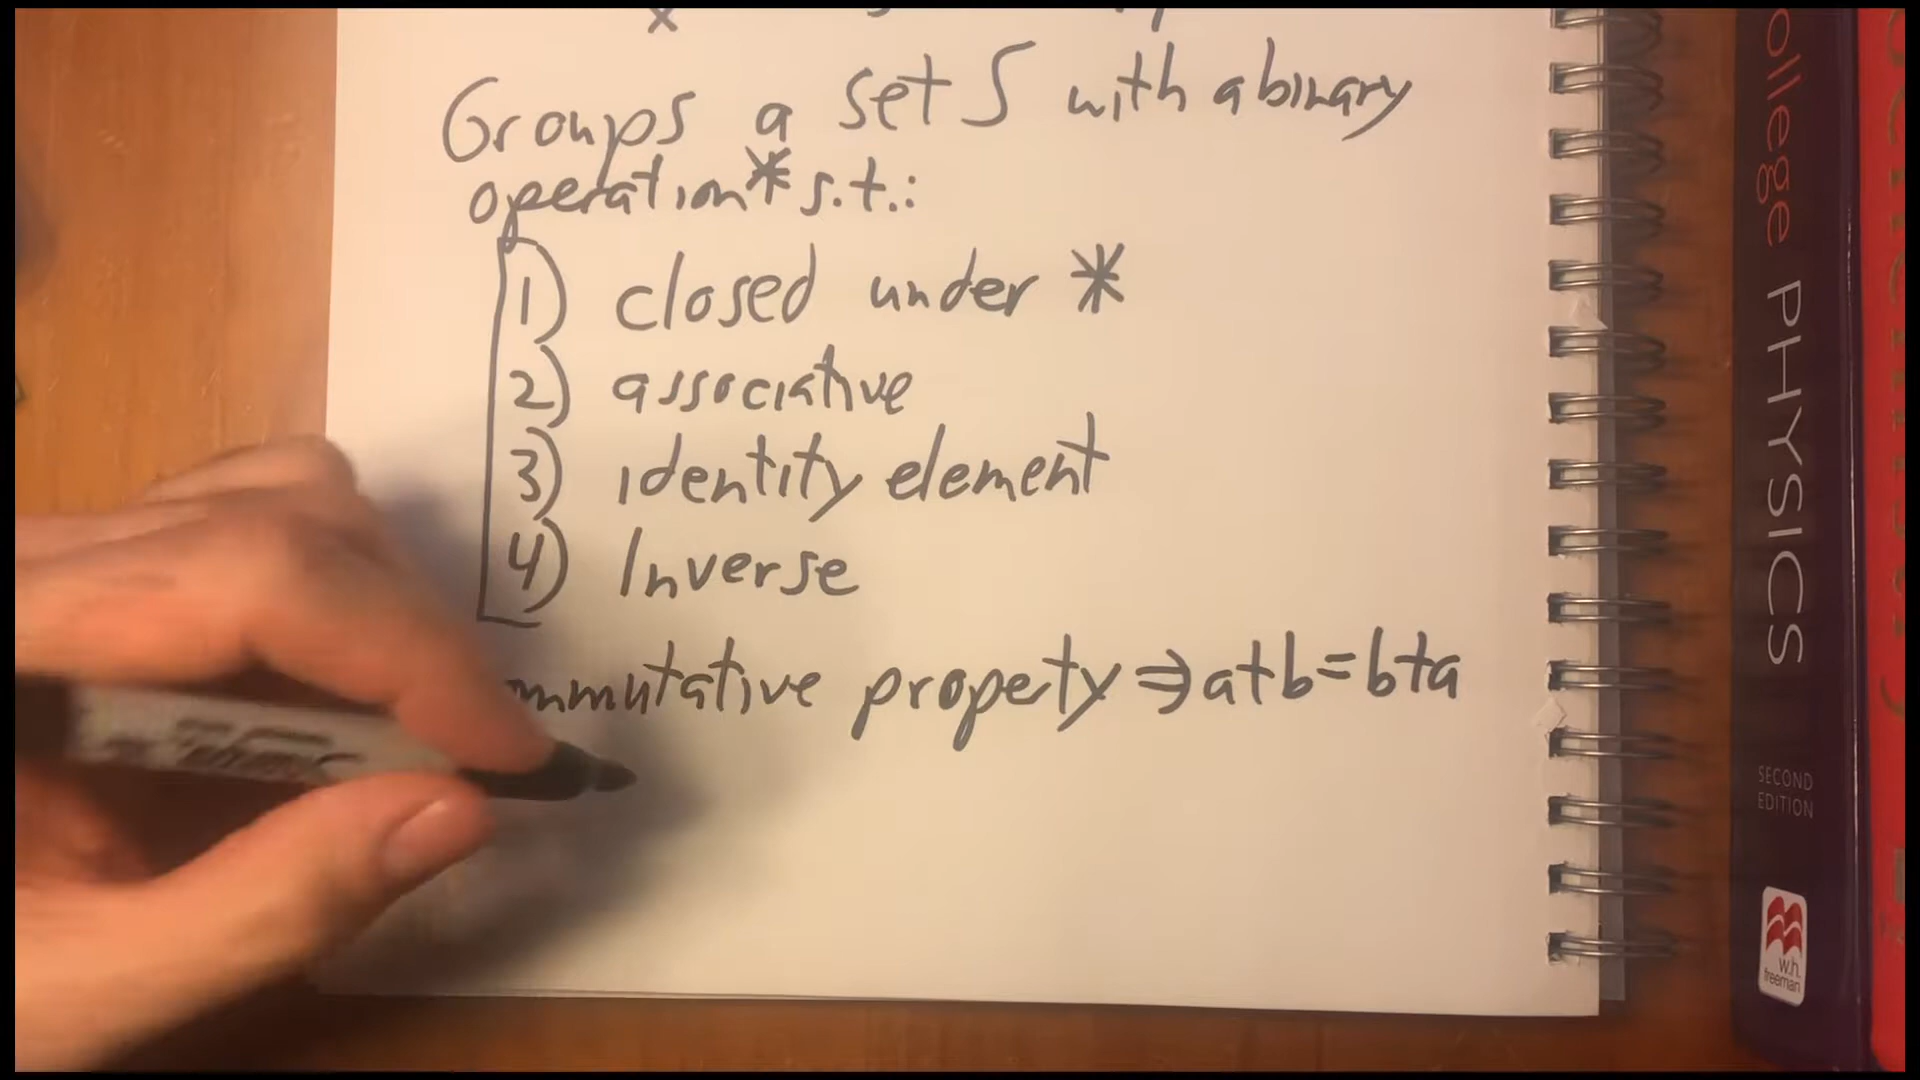 Groups a set S with a binary
operation * s.t.:
1) closed under *
2) associative
3) identity element
4) Inverse
property ⇒ a+b=b+a
College PHYSICS
SECOND
EDITION
w.h.
freeman